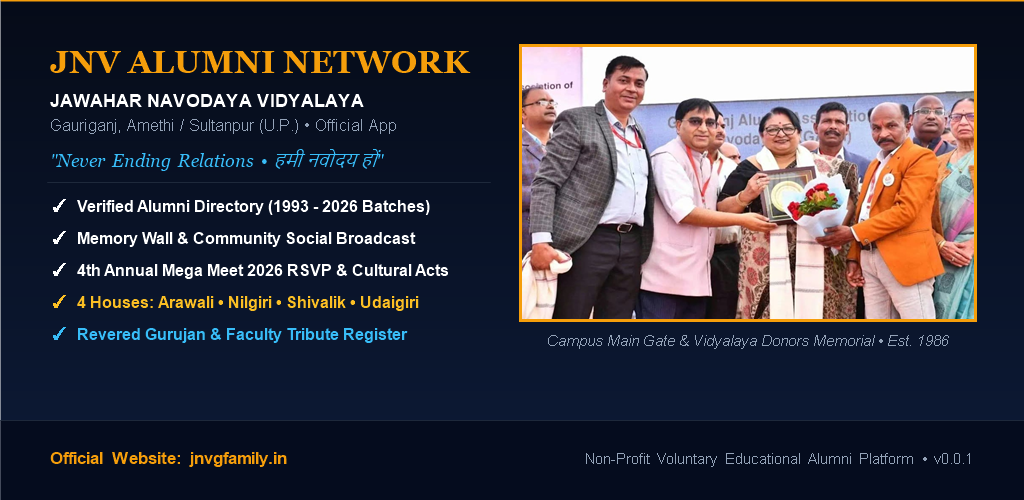 JNV ALUMNI NETWORK
JAWAHAR NAVODAYA VIDYALAYA
Gauriganj, Amethi / Sultanpur (U.P.) • Official App
"Never Ending Relations • हमी नवोदय हों"
✓ Verified Alumni Directory (1993 - 2026 Batches)
✓ Memory Wall & Community Social Broadcast
✓ 4th Annual Mega Meet 2026 RSVP & Cultural Acts
✓ 4 Houses: Arawali • Nilgiri • Shivalik • Udaigiri
✓ Revered Gurujan & Faculty Tribute Register
ociation of
Campus Main Gate & Vidyalaya Donors Memorial • Est. 1986
Official Website: jnvgfamily.in
Non-Profit Voluntary Educational Alumni Platform • v0.0.1